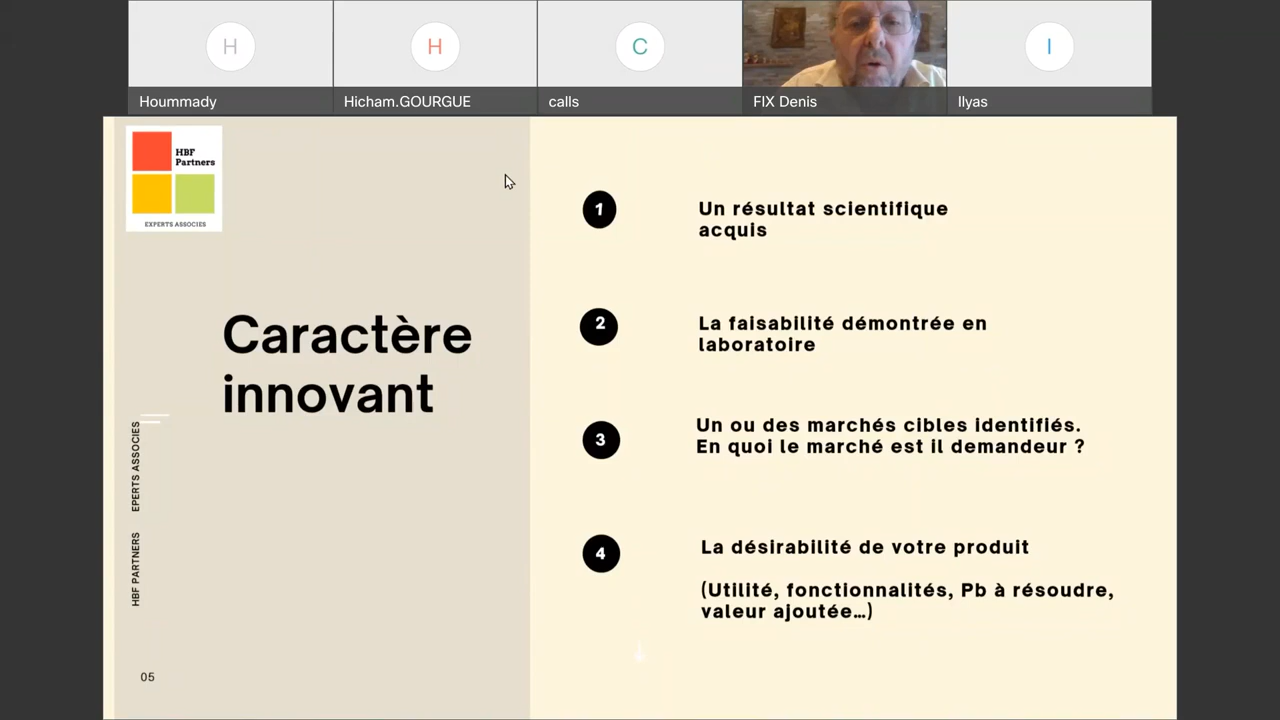 H
H
C
I
Hoummady
Hicham.GOURGUE
calls
FIX Denis
Ilyas
HBF
Partners
EXPERTS ASSOCIES
Caractère
innovant
HBF PARTNERS EPERTS ASSOCIES
05
1
Un résultat scientifique
acquis
2
La faisabilité démontrée en
laboratoire
3
Un ou des marchés cibles identifiés.
En quoi le marché est il demandeur ?
4
La désirabilité de votre produit
(Utilité, fonctionnalités, Pb à résoudre,
valeur ajoutée...)